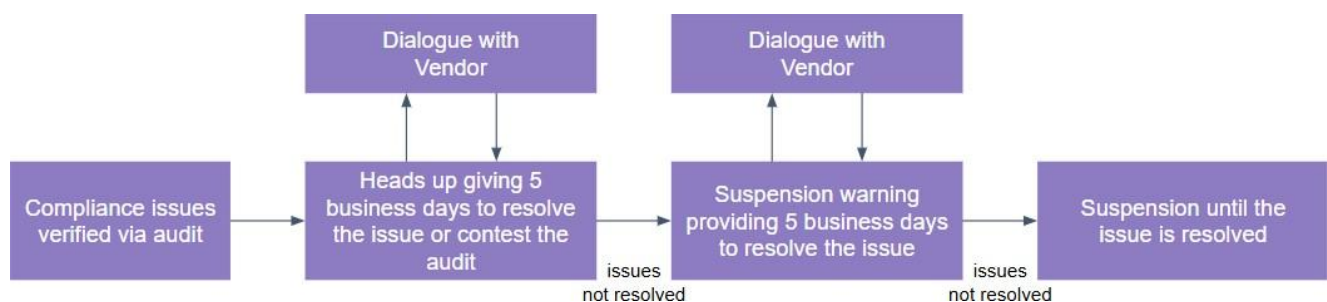 Dialogue with
Vendor
Dialogue with
Vendor
Compliance issues
verified via audit
Heads up giving 5
business days to resolve
the issue or contest the
audit
issues
not resolved
Suspension warning
providing 5 business days
to resolve the issue
issues
not resolved
Suspension until the
issue is resolved